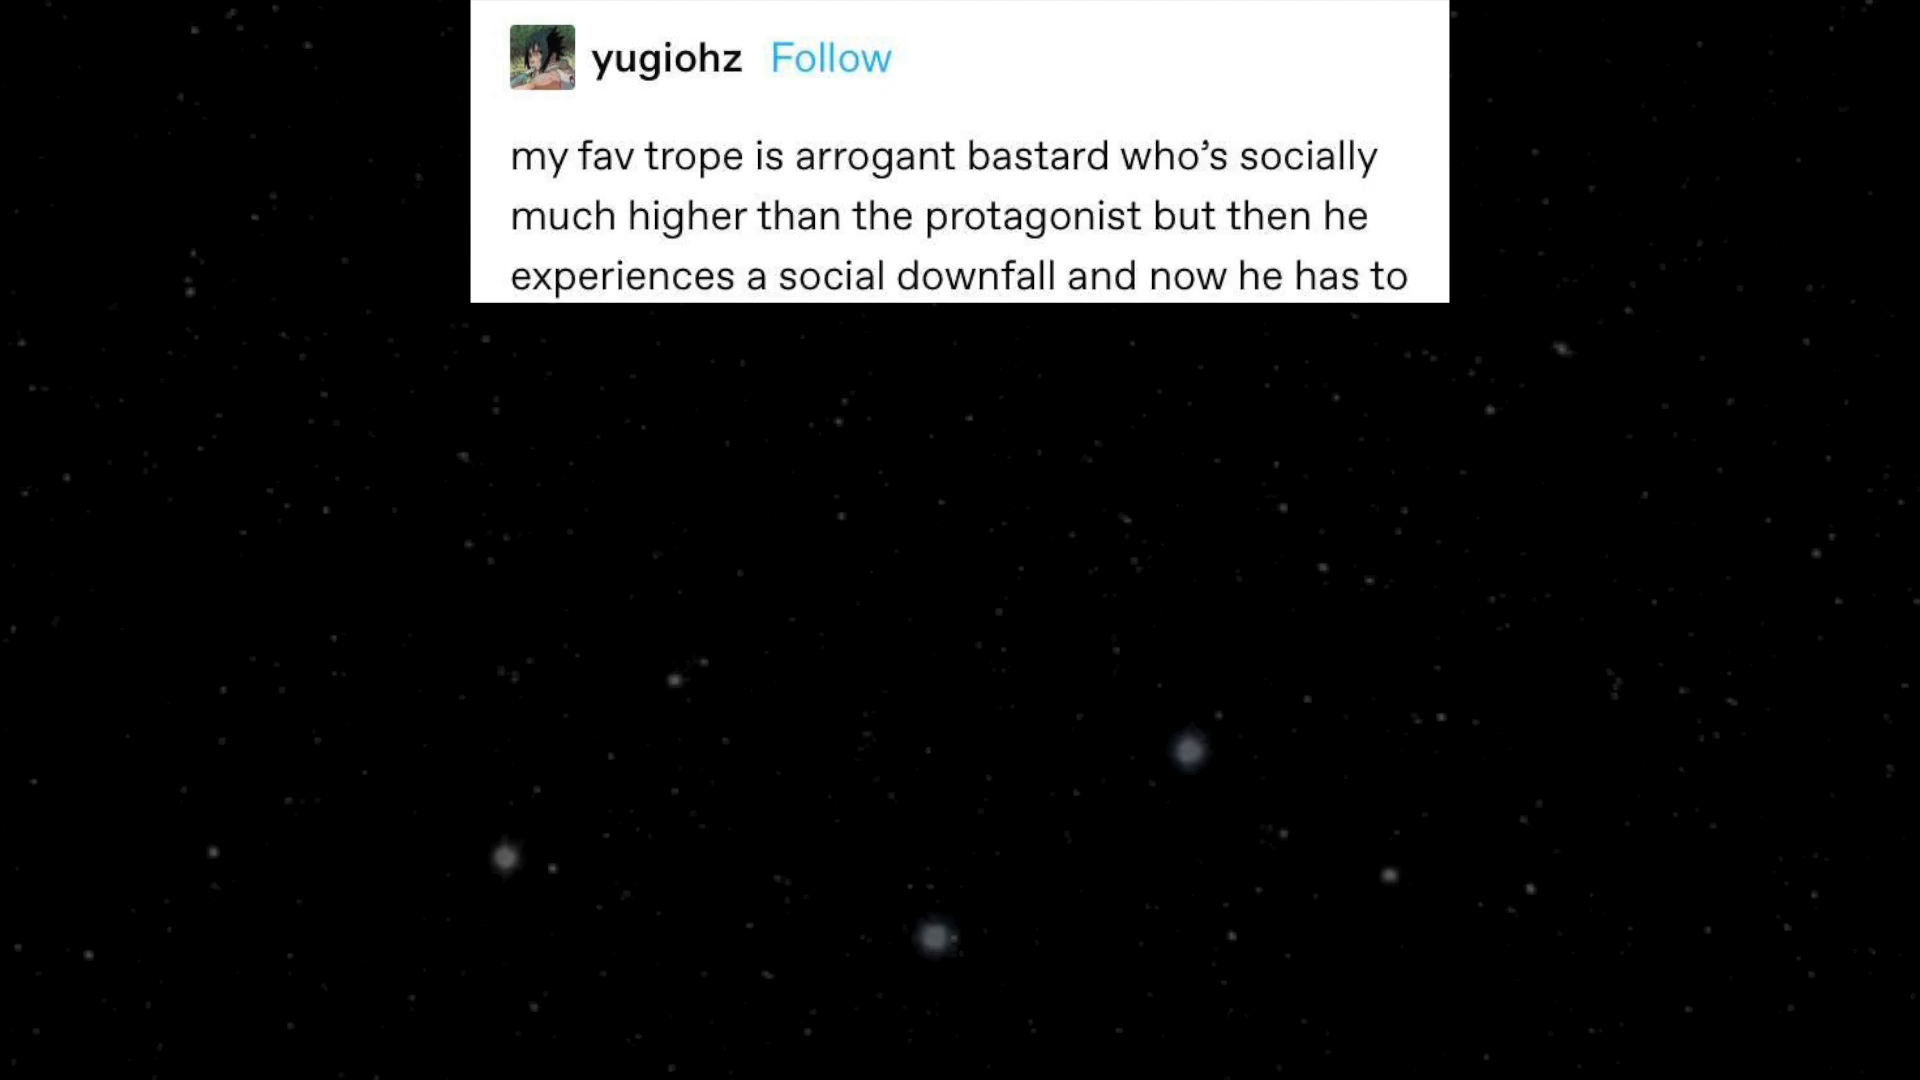 yugiohz Follow
my fav trope is arrogant bastard who’s socially
much higher than the protagonist but then he
experiences a social downfall and now he has to